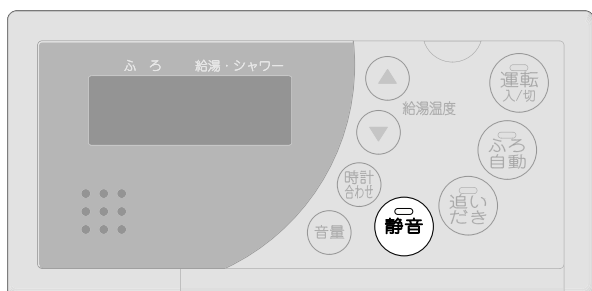 ふろ 給湯・シャワー
運転
入/切
給湯温度
ふろ
自動
時計
合わせ
追い
だき
静音
音量